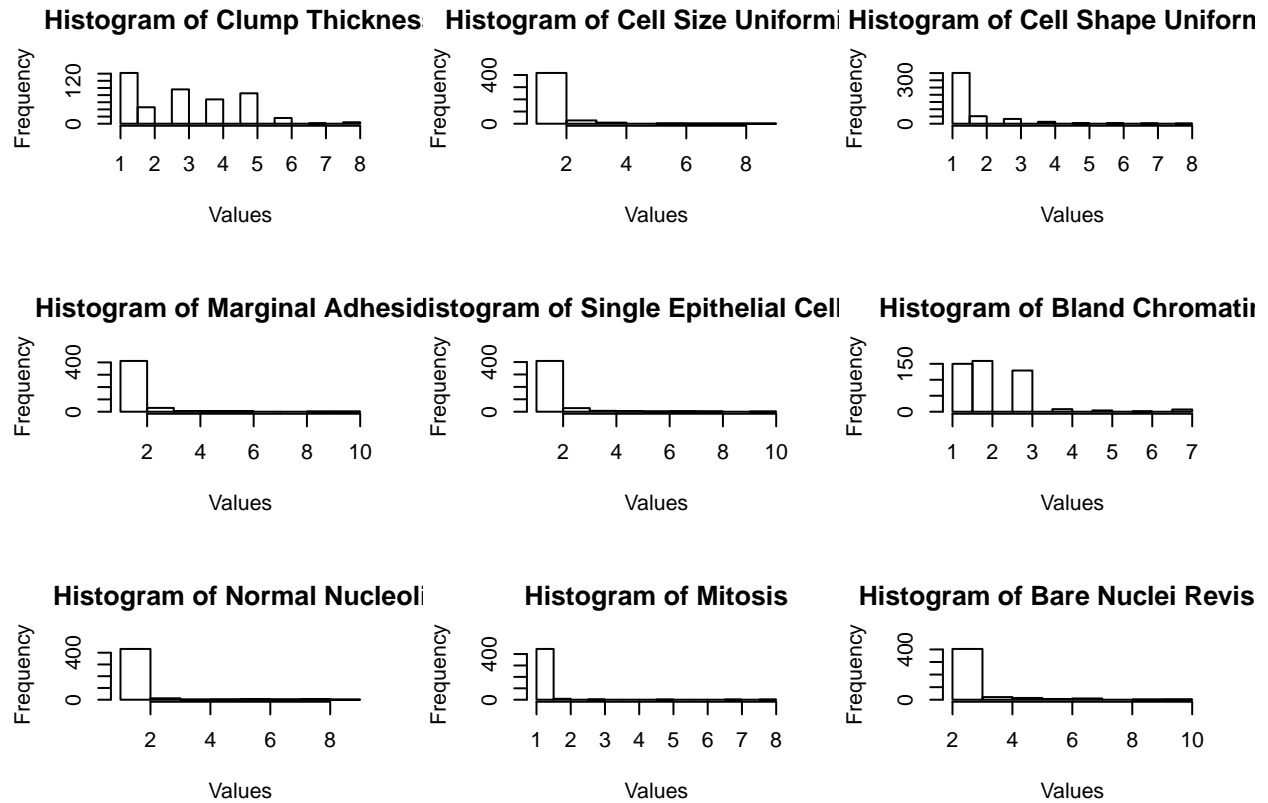 Histogram of Clump Thickness
Frequency
0 120
1 2 3 4 5 6 7 8
Values
Histogram of Cell Size Uniformi
Frequency
0 400
2 4 6 8
Values
Histogram of Cell Shape Uniforn
Frequency
0 300
1 2 3 4 5 6 7 8
Values
Histogram of Marginal Adhesi
Frequency
0 400
2 4 6 8 10
Values
istogram of Single Epithelial Cell
Frequency
0 400
2 4 6 8 10
Values
Histogram of Bland Chromatin
Frequency
0 150
1 2 3 4 5 6 7
Values
Histogram of Normal Nucleoli
Frequency
0 400
2 4 6 8
Values
Histogram of Mitosis
Frequency
0 400
1 2 3 4 5 6 7 8
Values
Histogram of Bare Nuclei Revis
Frequency
0 400
2 4 6 8 10
Values